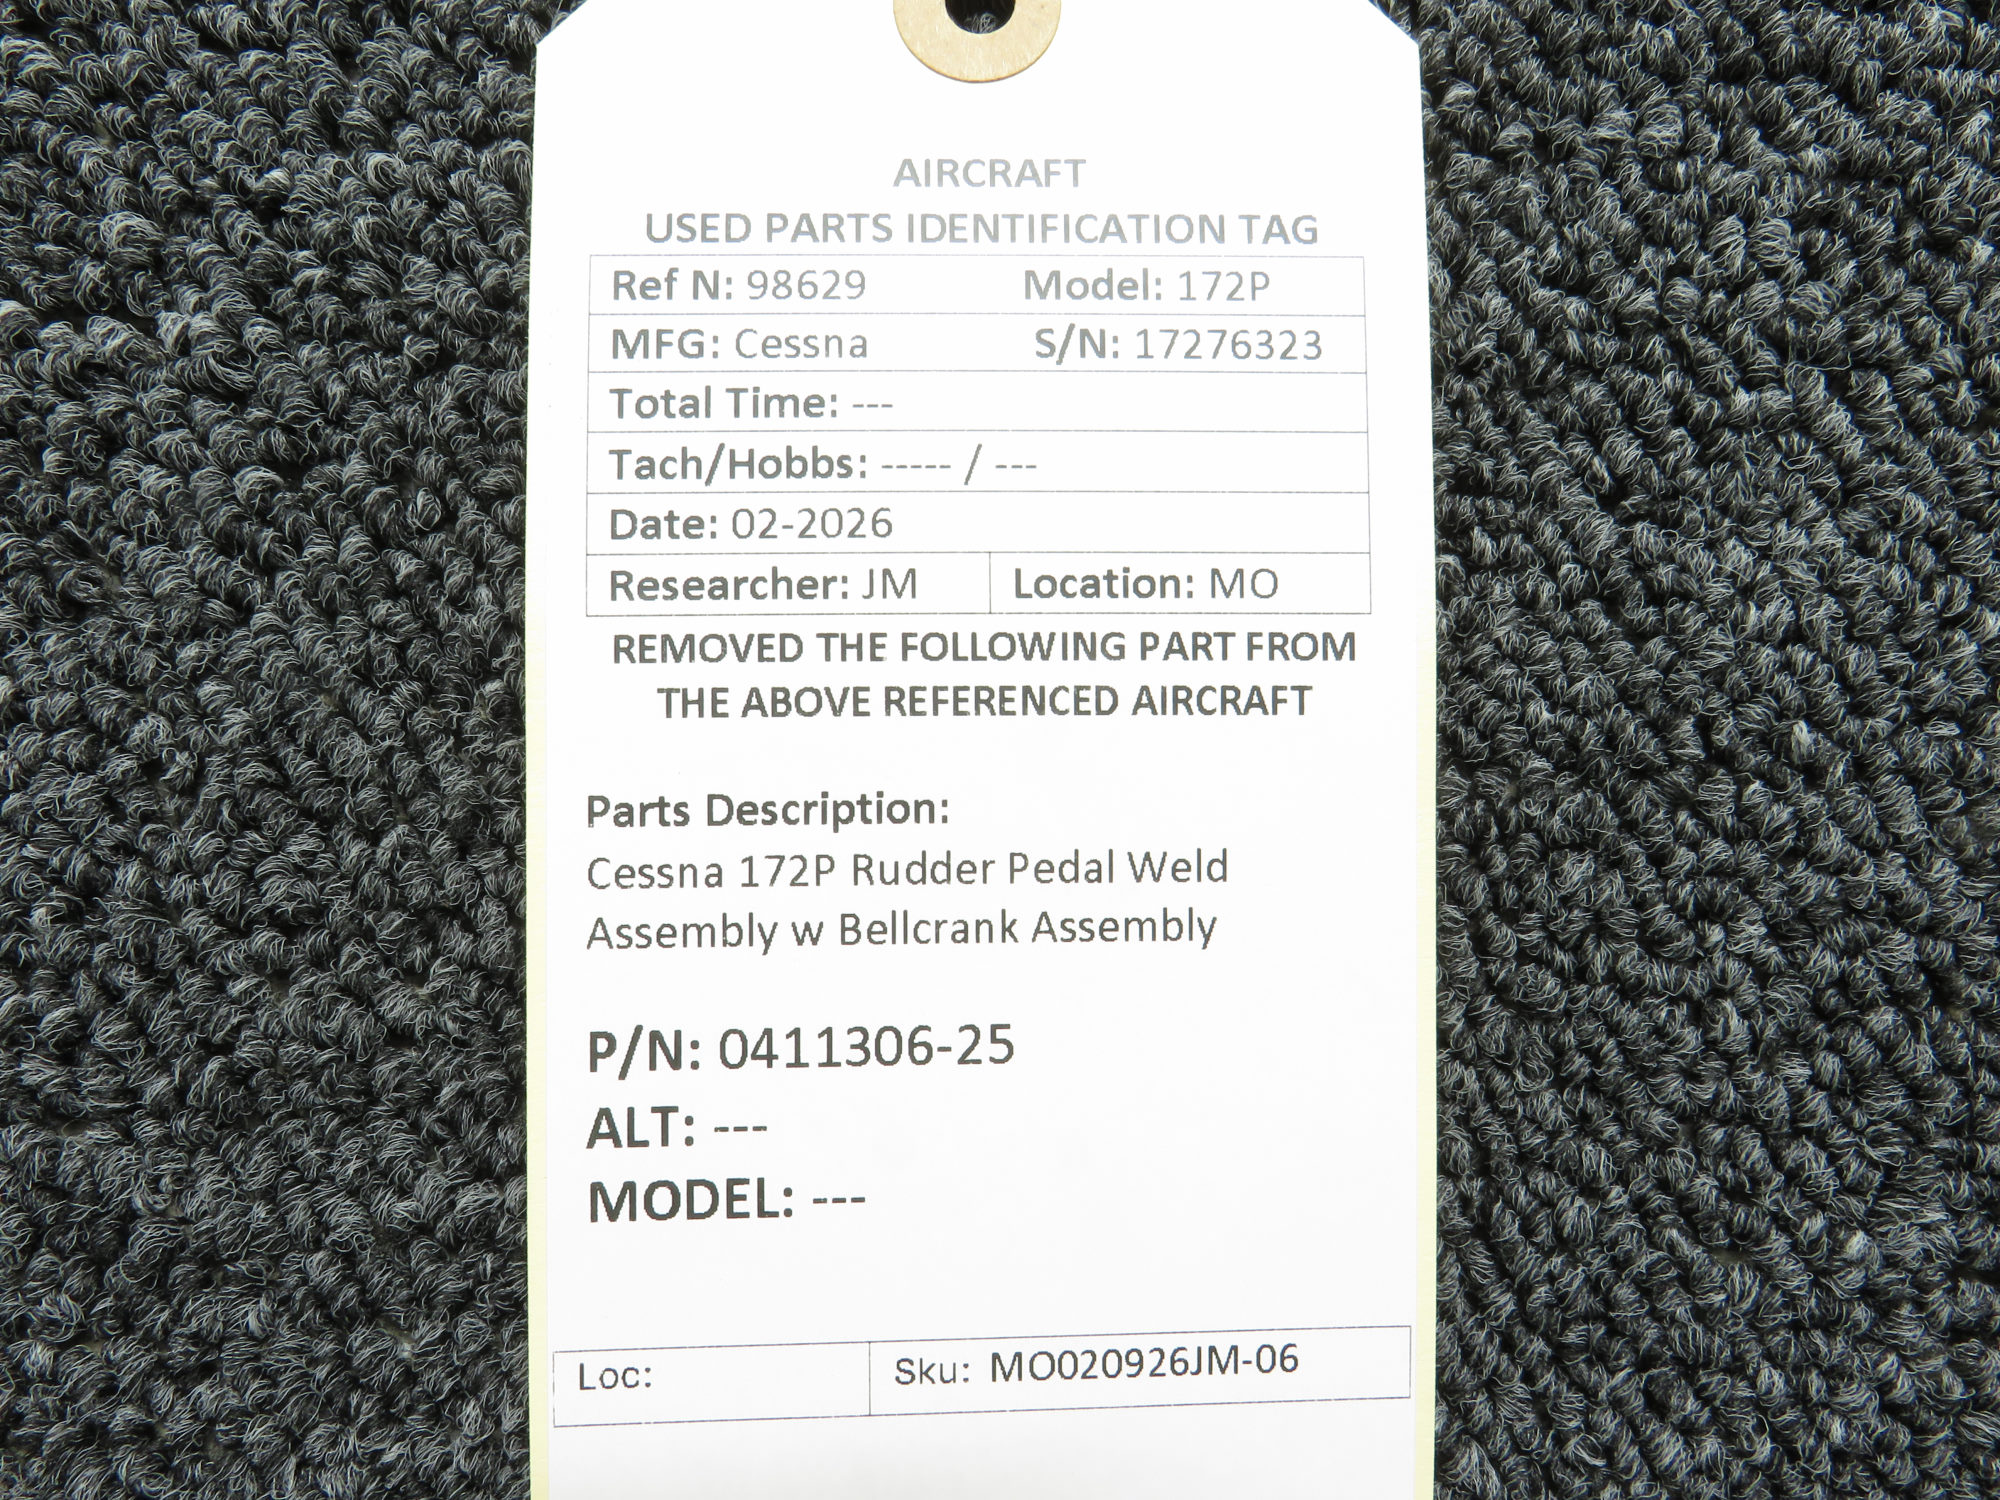 AIRCRAFT
USED PARTS IDENTIFICATION TAG
Ref N: 98629 Model: 172P
MFG: Cessna S/N: 17276323
Total Time: ---
Tach/Hobbs: ----- / ---
Date: 02-2026
Researcher: JM Location: MO
REMOVED THE FOLLOWING PART FROM
THE ABOVE REFERENCED AIRCRAFT
Parts Description:
Cessna 172P Rudder Pedal Weld
Assembly w Bellcrank Assembly
P/N: 0411306-25
ALT: ---
MODEL: ---
Loc: Sku: MO020926JM-06